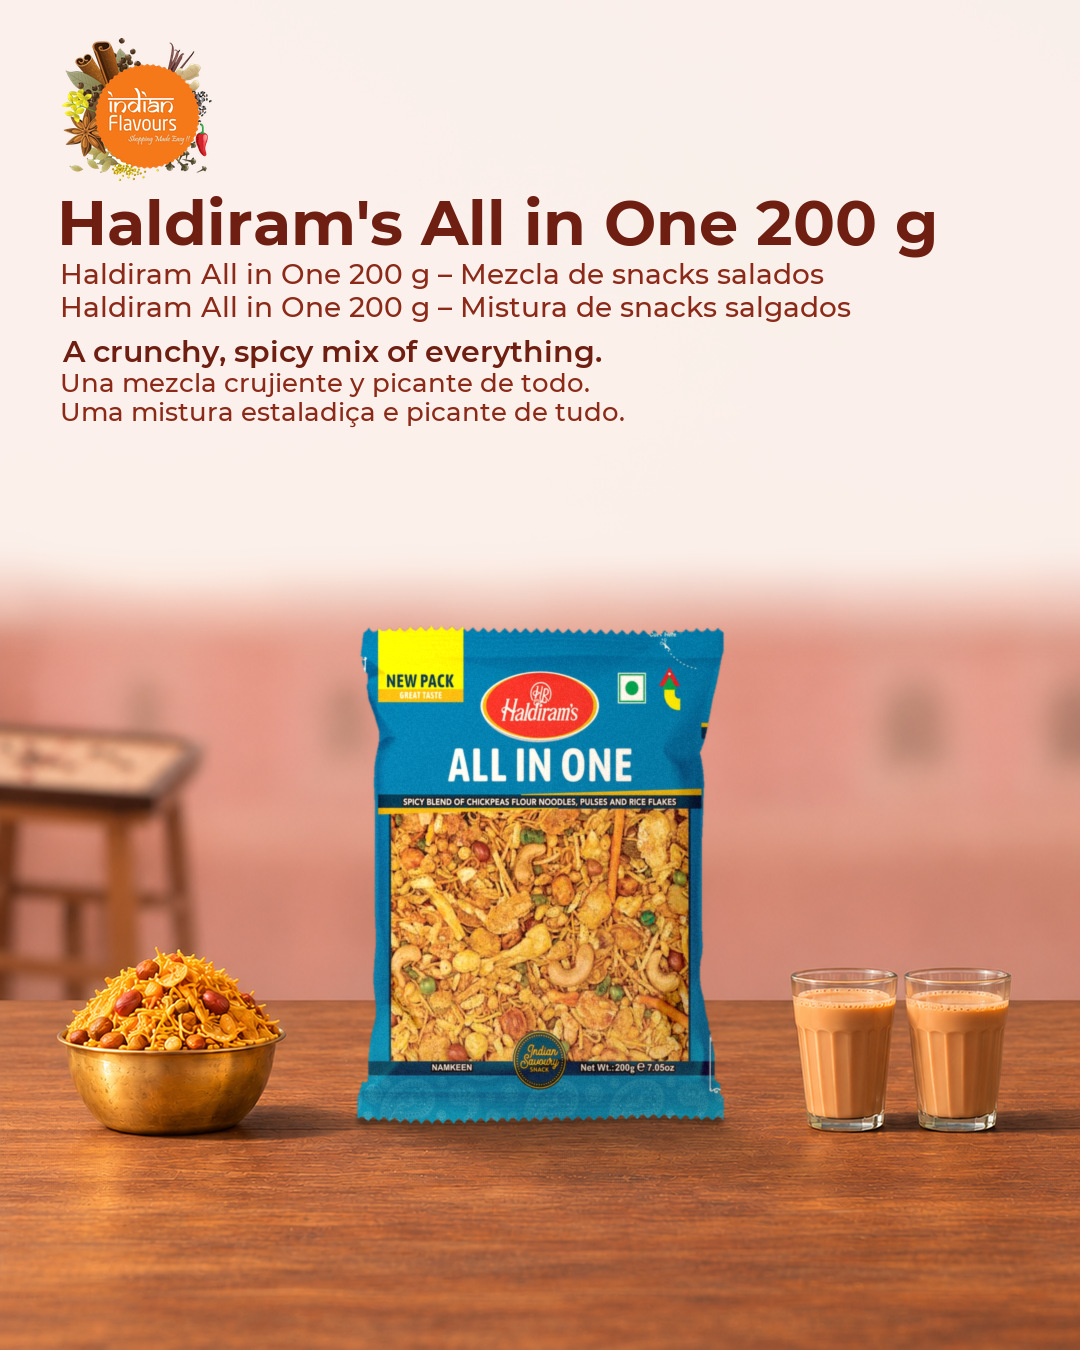 indian
Flavours
Shopping Made Easy !!
Haldiram's All in One 200 g
Haldiram All in One 200 g – Mezcla de snacks salados
Haldiram All in One 200 g – Mistura de snacks salgados
A crunchy, spicy mix of everything.
Una mezcla crujiente y picante de todo.
Uma mistura estaladiça e picante de tudo.
NEW PACK
GREAT TASTE
HR
Haldiram's
ALL IN ONE
SPICY BLEND OF CHICKPEAS FLOUR NOODLES, PULSES AND RICE FLAKES
NAMKEEN
Indian
Savoury
SNACK
Net Wt.:200g e 7.05oz